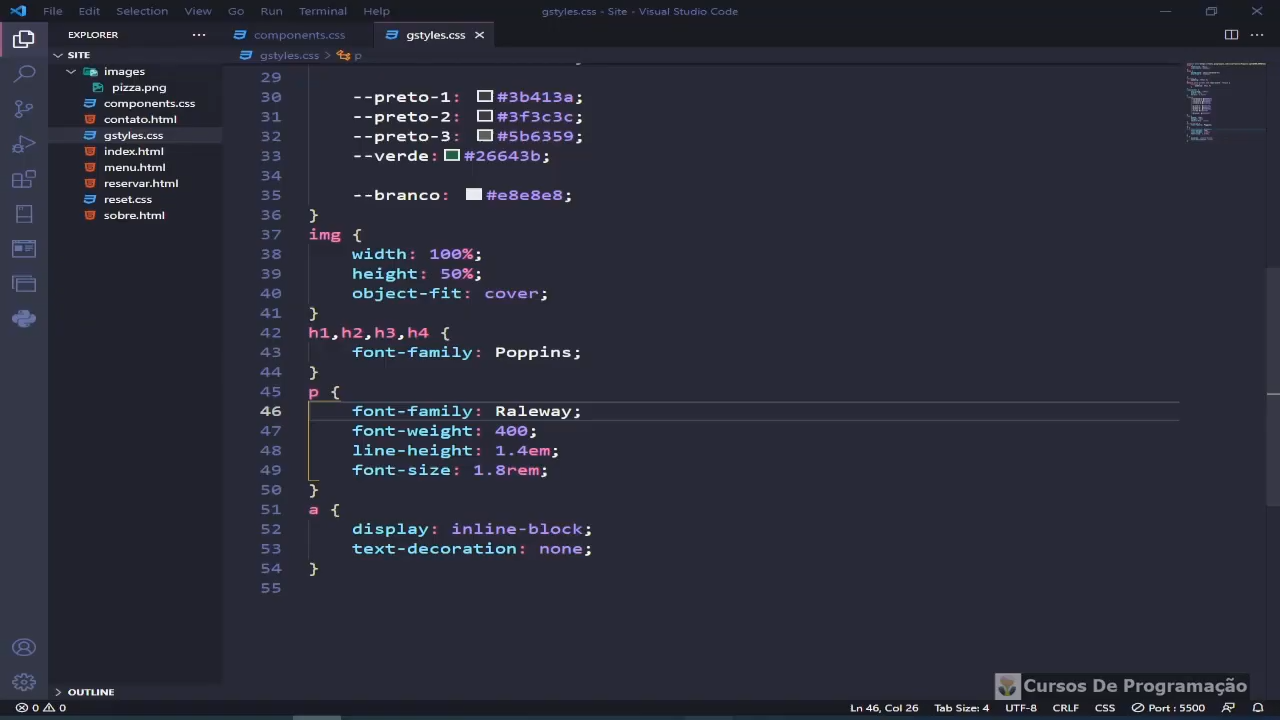 File Edit Selection View Go Run Terminal Help gstyles.css - Site - Visual Studio Code
EXPLORER ··· components.css gstyles.css
SITE gstyles.css > p
images
pizza.png
components.css
contato.html
gstyles.css
index.html
menu.html
reservar.html
reset.css
sobre.html
29
30 --preto-1: #3b413a;
31 --preto-2: #3f3c3c;
32 --preto-3: #5b6359;
33 --verde: #26643b;
34
35 --branco: #e8e8e8;
36 }
37 img {
38 width: 100%;
39 height: 50%;
40 object-fit: cover;
41 }
42 h1,h2,h3,h4 {
43 font-family: Poppins;
44 }
45 p {
46 font-family: Raleway;
47 font-weight: 400;
48 line-height: 1.4em;
49 font-size: 1.8rem;
50 }
51 a {
52 display: inline-block;
53 text-decoration: none;
54 }
55
OUTLINE
Cursos De Programação
0 0 Ln 46, Col 26 Tab Size: 4 UTF-8 CRLF CSS Port : 5500